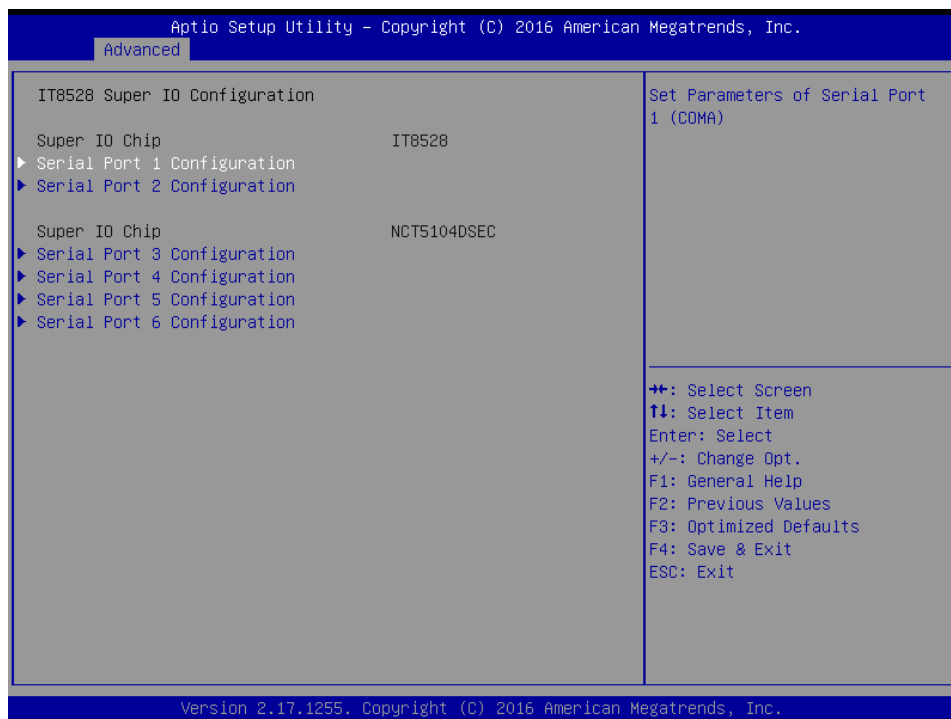 Aptio Setup Utility – Copyright (C) 2016 American Megatrends, Inc.
Advanced
IT8528 Super IO Configuration
Super IO Chip IT8528
▶ Serial Port 1 Configuration
▶ Serial Port 2 Configuration
Super IO Chip NCT5104DSEC
▶ Serial Port 3 Configuration
▶ Serial Port 4 Configuration
▶ Serial Port 5 Configuration
▶ Serial Port 6 Configuration
Set Parameters of Serial Port
1 (COMA)
→←: Select Screen
↑↓: Select Item
Enter: Select
+/-: Change Opt.
F1: General Help
F2: Previous Values
F3: Optimized Defaults
F4: Save & Exit
ESC: Exit
Version 2.17.1255. Copyright (C) 2016 American Megatrends, Inc.